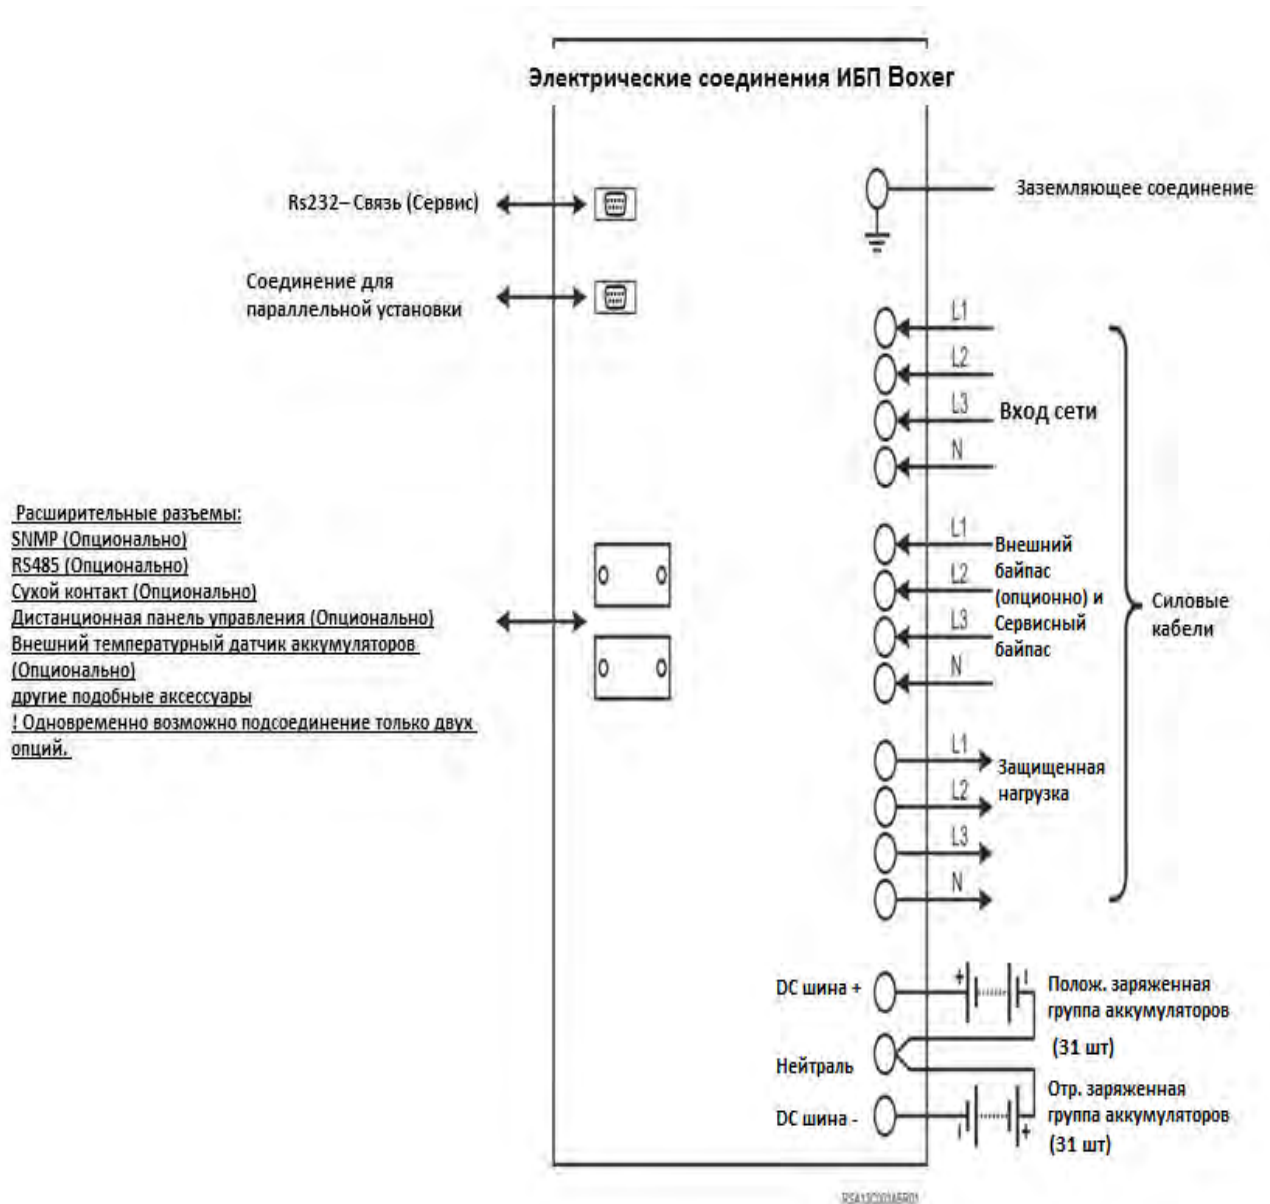 Электрические соединения ИБП Boxer
Rs232– Связь (Сервис)
Заземляющее соединение
Соединение для
параллельной установки
L1
L2
L3
N
Вход сети
Расширительные разъемы:
SNMP (Опционально)
RS485 (Опционально)
Сухой контакт (Опционально)
Дистанционная панель управления (Опционально)
Внешний температурный датчик аккумуляторов
(Опционально)
другие подобные аксессуары
! Одновременно возможно подсоединение только двух
опций.
L1
L2
L3
N
Внешний
байпас
(опционно) и
Сервисный
байпас
Силовые
кабели
L1
L2
L3
N
Защищенная
нагрузка
DC шина +
+
-
Полож. заряженная
группа аккумуляторов
(31 шт)
Нейтраль
DC шина -
-
+
Отр. заряженная
группа аккумуляторов
(31 шт)